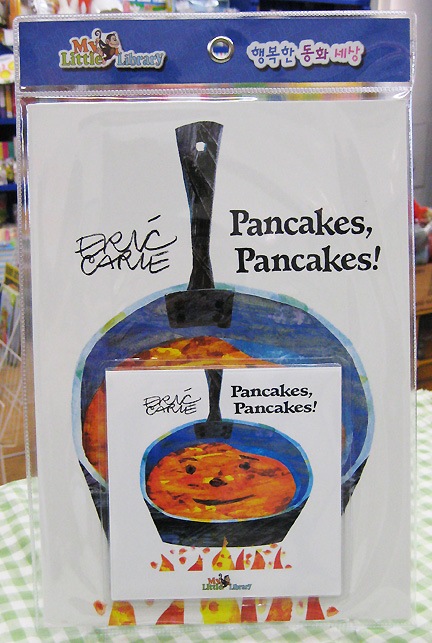 My
Little Library
행복한 동화 세상
ERIC
CARLE
Pancakes,
Pancakes!
ERIC
CARLE
Pancakes,
Pancakes!
My
Little Library